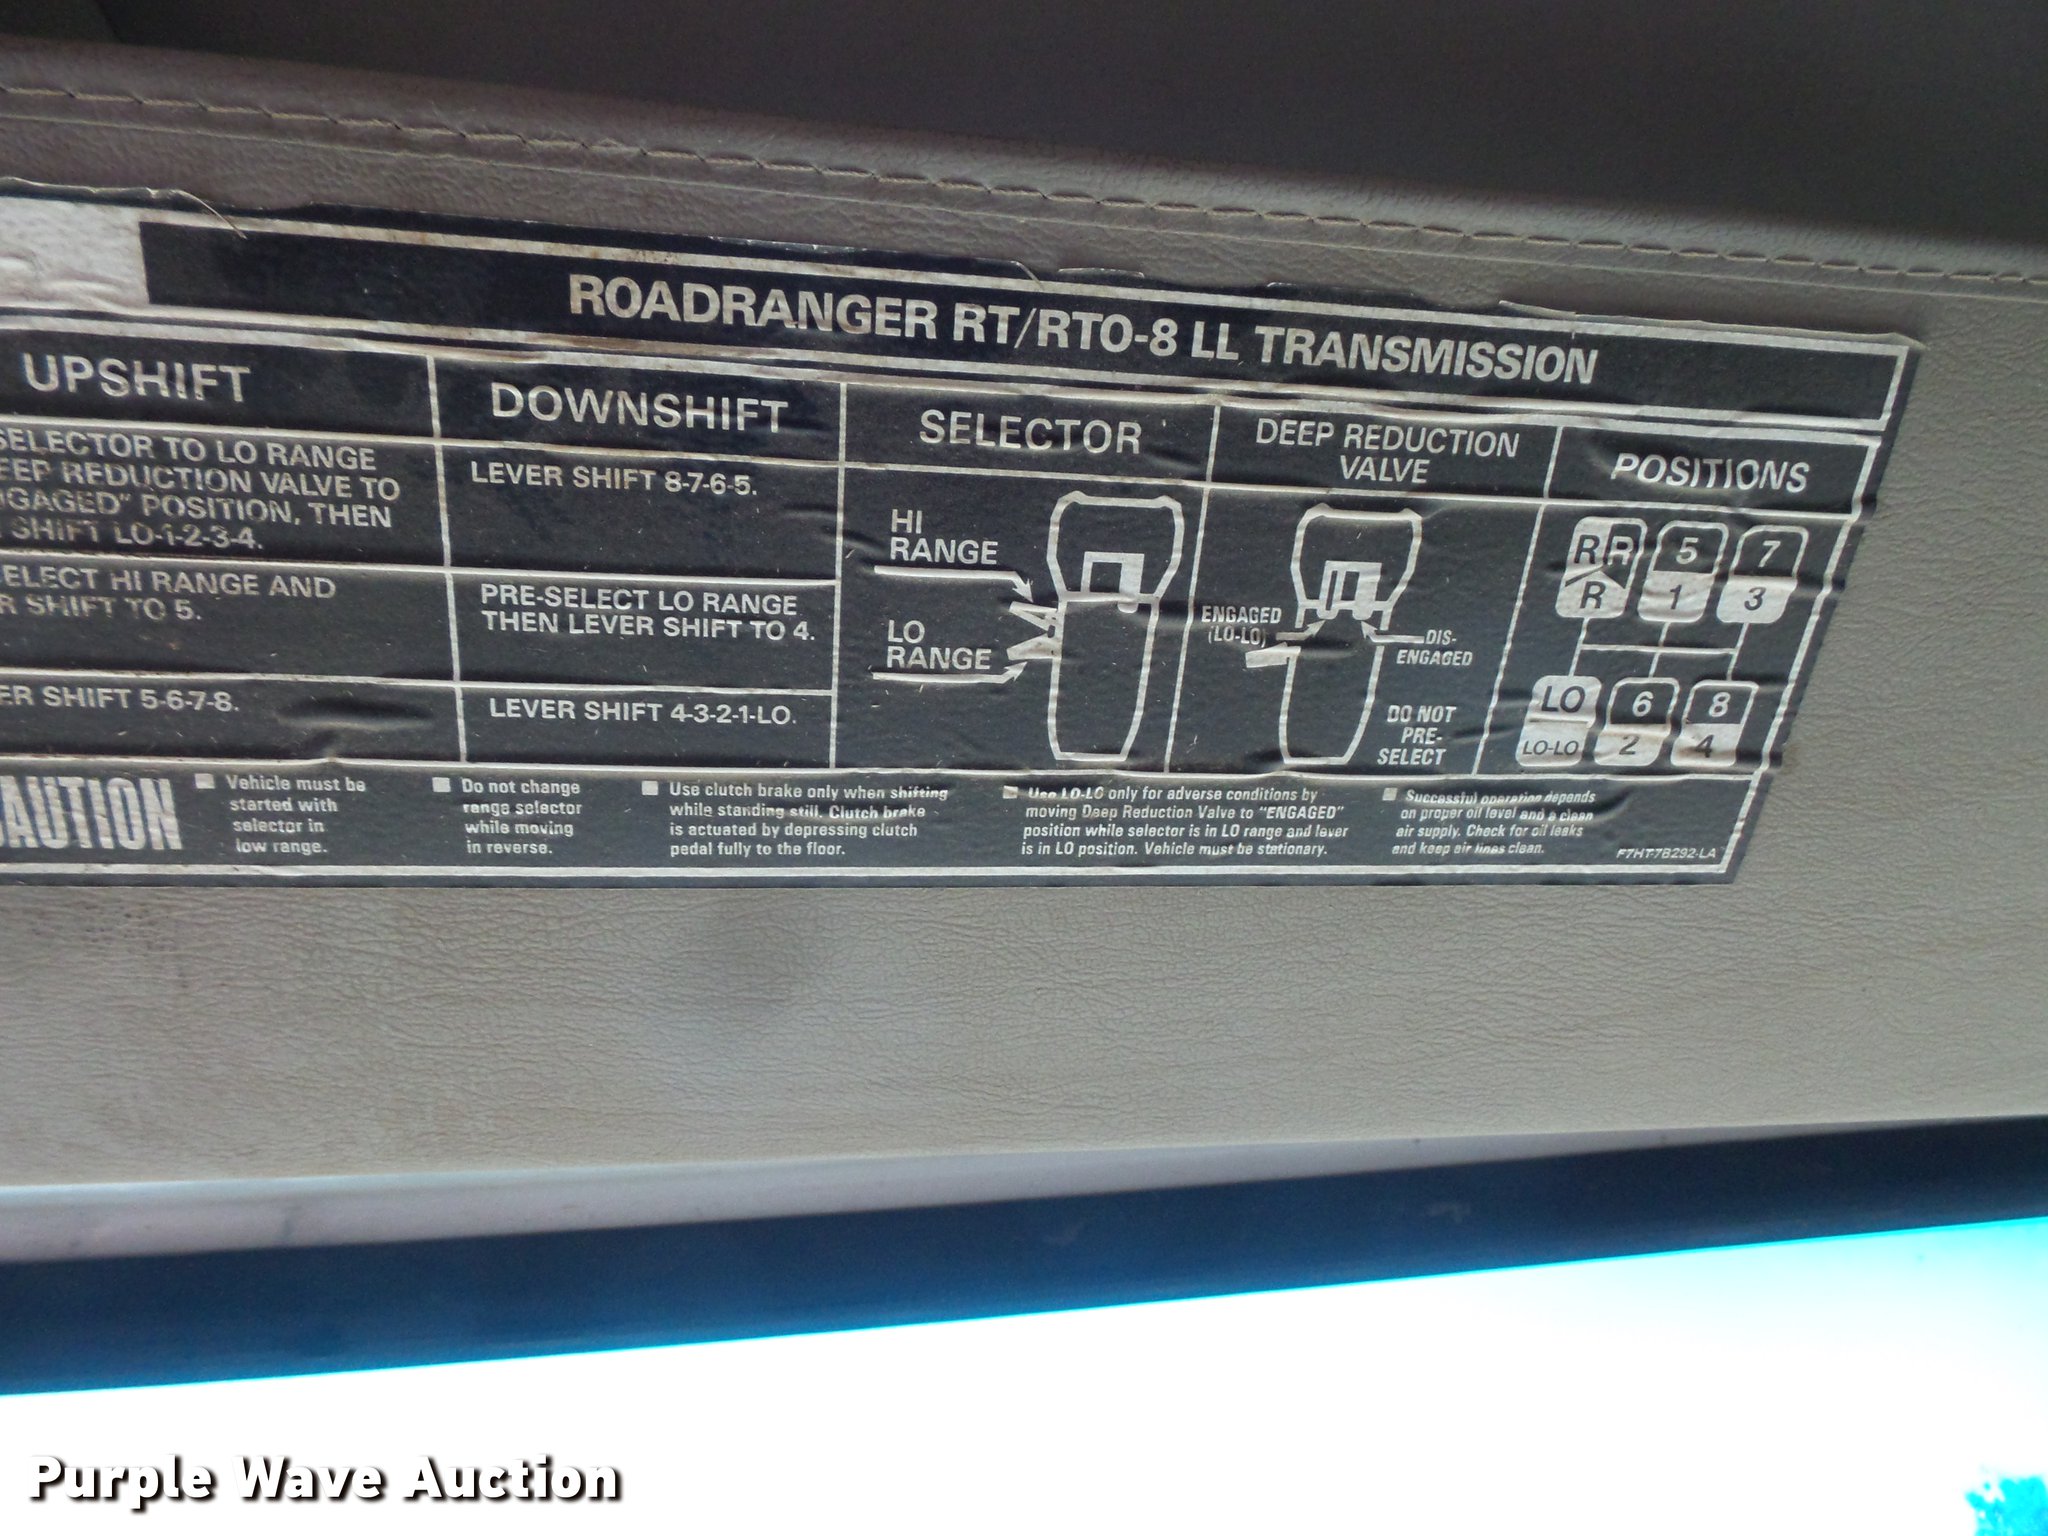 ROADRANGER RT/RTO-8 LL TRANSMISSION
UPSHIFT
SELECTOR TO LO RANGE
REDUCTION VALVE TO
POSITION, THEN
SHIFT LO-1-2-3-4.
HI RANGE AND
SHIFT TO 5.
SHIFT 5-6-7-8.
DOWNSHIFT
LEVER SHIFT 8-7-6-5.
PRE-SELECT LO RANGE
THEN LEVER SHIFT TO 4.
LEVER SHIFT 4-3-2-1-LO.
SELECTOR
HI
RANGE
LO
RANGE
DEEP REDUCTION
VALVE
ENGAGED
(LO-LO)
DIS-
ENGAGED
DO NOT
PRE-
SELECT
POSITIONS
R R 5 7
R 1 3
LO 6 8
LO-LO 2 4
Vehicle must be
started with
selector in
low range.
Do not change
range selector
while moving
in reverse.
Use clutch brake only when shifting
while standing still. Clutch brake
is actuated by depressing clutch
pedal fully to the floor.
Use LO-LO only for adverse conditions by
moving Deep Reduction Valve to "ENGAGED"
position while selector is in LO range and lever
is in LO position. Vehicle must be stationary.
Successful operation depends
on proper oil level and a clean
air supply. Check for oil leaks
and keep air lines clean.
F7HT-7B292-LA
Purple Wave Auction